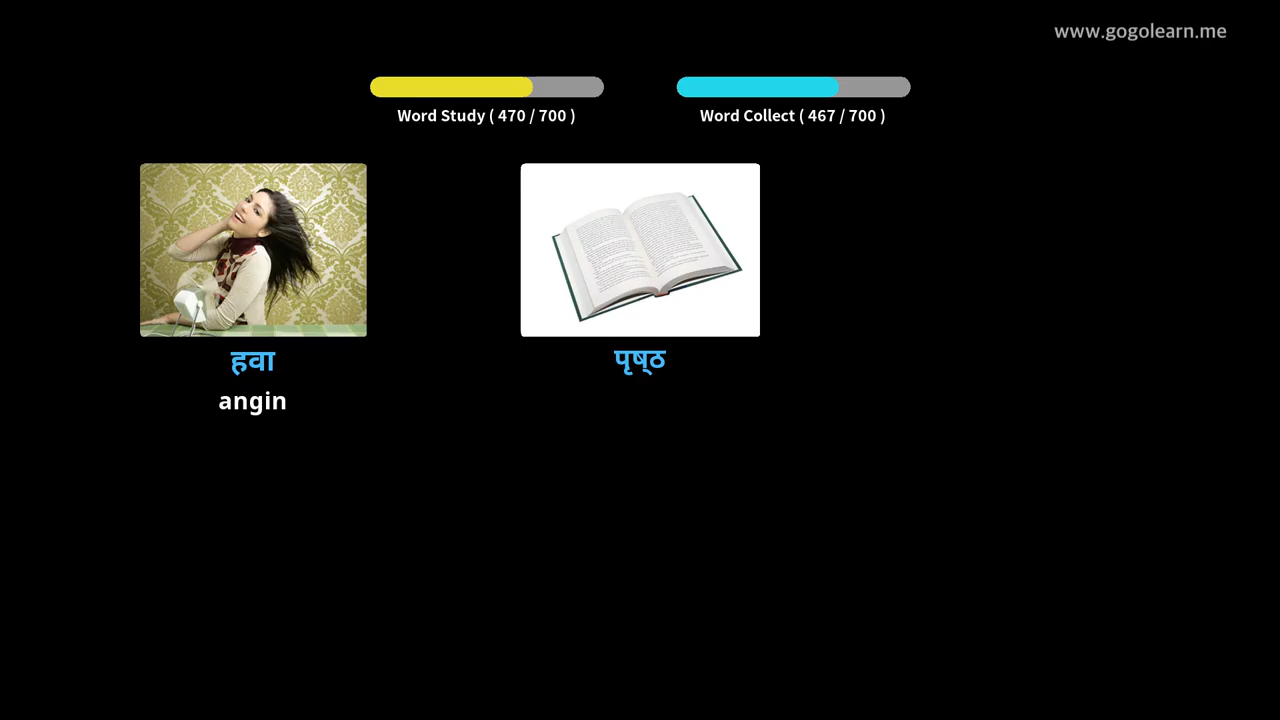 www.gogolearn.me
Word Study ( 470 / 700 )
Word Collect ( 467 / 700 )
हवा
angin
पृष्ठ